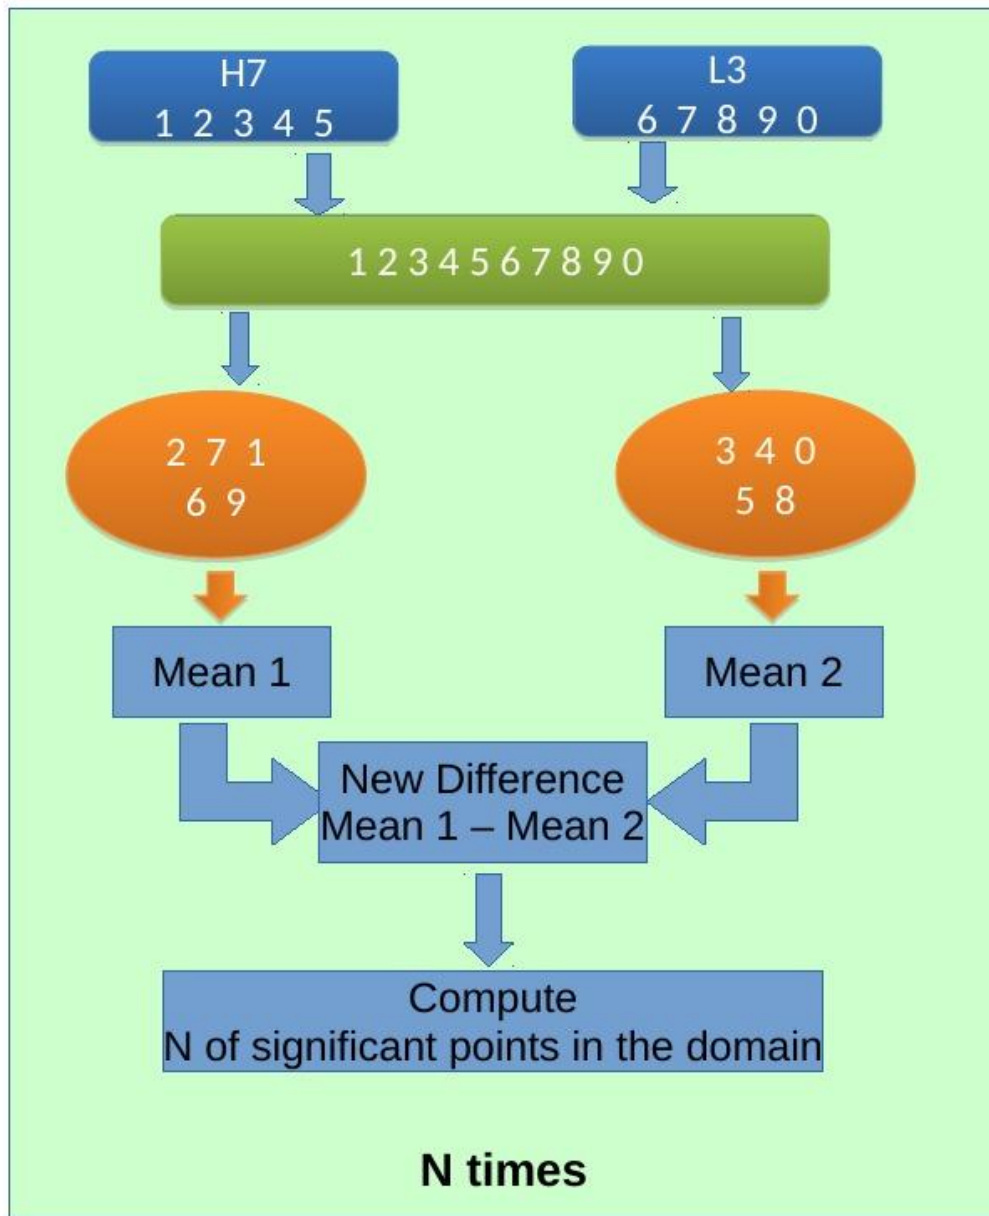 H7
1 2 3 4 5
L3
6 7 8 9 0
1 2 3 4 5 6 7 8 9 0
2 7 1
6 9
3 4 0
5 8
Mean 1
Mean 2
New Difference
Mean 1 – Mean 2
Compute
N of significant points in the domain
N times